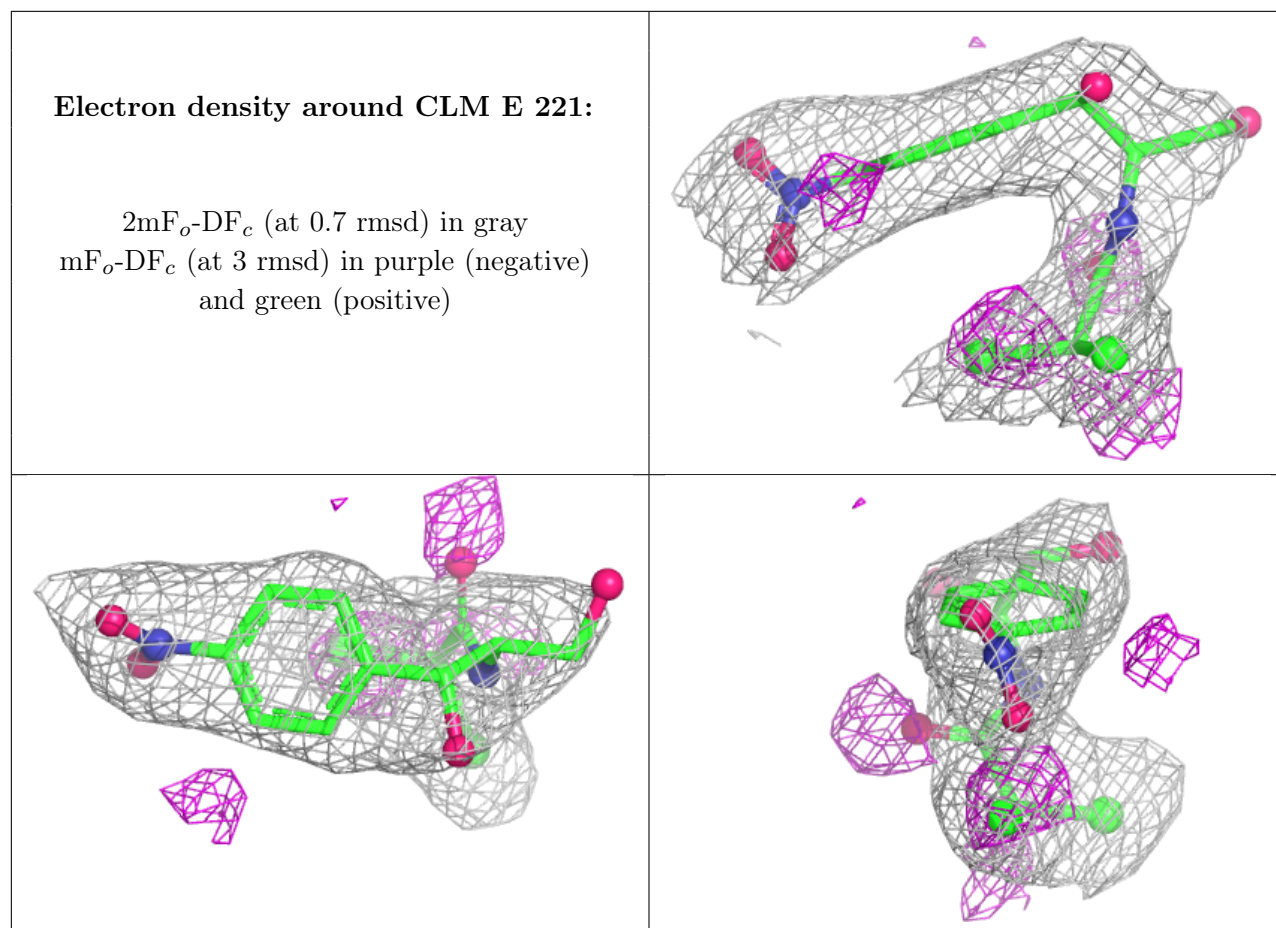 Electron density around CLM E 221:
2mFₒ-DF𝒸 (at 0.7 rmsd) in gray
mFₒ-DF𝒸 (at 3 rmsd) in purple (negative)
and green (positive)